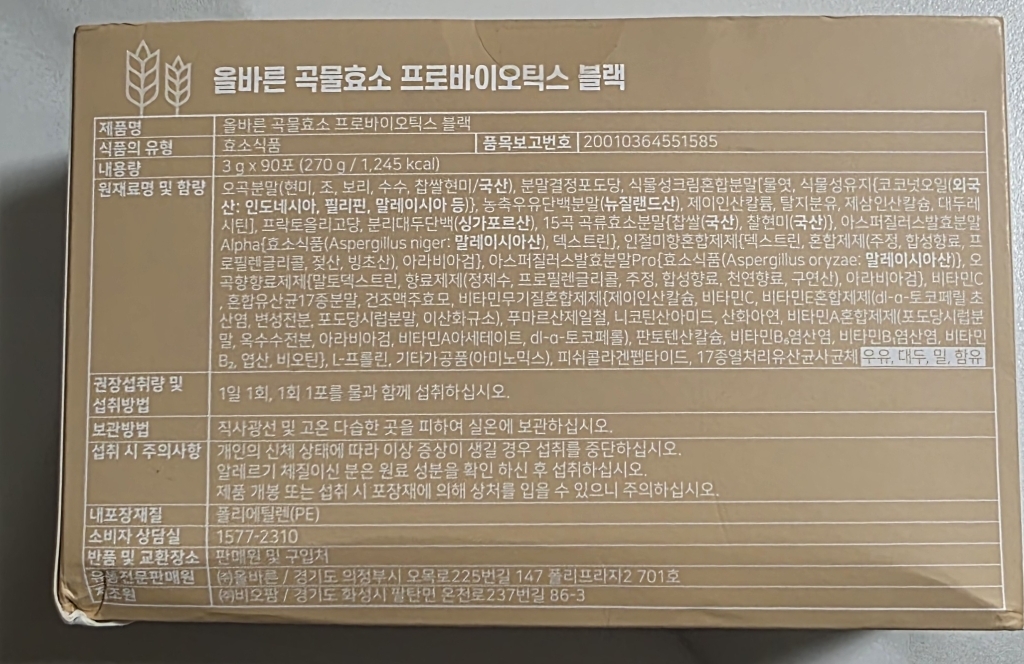 올바른 곡물효소 프로바이오틱스 블랙
제품명 올바른 곡물효소 프로바이오틱스 블랙
식품의 유형 효소식품 품목보고번호 20010364551585
내용량 3 g x 90포 (270 g / 1,245 kcal)
원재료명 및 함량 오곡분말(현미, 조, 보리, 수수, 찹쌀현미/국산), 분말결정포도당, 식물성크림혼합분말[물엿, 식물성유지{코코넛오일(외국
산: 인도네시아, 필리핀, 말레이시아 등)}, 농축우유단백분말(뉴질랜드산), 제이인산칼륨, 탈지분유, 제삼인산칼슘, 대두레
시틴], 프락토올리고당, 분리대두단백(싱가포르산), 15곡 곡류효소분말{찹쌀(국산), 찰현미(국산)}, 아스퍼질러스발효분말
Alpha{효소식품(Aspergillus niger: 말레이시아산), 덱스트린}, 인절미향혼합제제{덱스트린, 혼합제제(주정, 합성향료, 프
로필렌글리콜, 젖산, 빙초산), 아라비아검}, 아스퍼질러스발효분말Pro{효소식품(Aspergillus oryzae: 말레이시아산)}, 오
곡향향료제제{말토덱스트린, 향료제제(정제수, 프로필렌글리콜, 주정, 합성향료, 천연향료, 구연산), 아라비아검}, 비타민C
, 혼합유산균17종분말, 건조맥주효모, 비타민무기질혼합제제{제이인산칼슘, 비타민C, 비타민E혼합제제(dl-α-토코페릴 초
산염, 변성전분, 포도당시럽분말, 이산화규소), 푸마르산제일철, 니코틴산아미드, 산화아연, 비타민A혼합제제(포도당시럽분
말, 옥수수전분, 아라비아검, 비타민A아세테이트, dl-α-토코페롤), 판토텐산칼슘, 비타민B₆염산염, 비타민B₁염산염, 비타민
B₂, 엽산, 비오틴}, L-프롤린, 기타가공품(아미노믹스), 피쉬콜라겐펩타이드, 17종열처리유산균사균체 우유, 대두, 밀, 함유
권장섭취량 및
섭취방법 1일 1회, 1회 1포를 물과 함께 섭취하십시오.
보관방법 직사광선 및 고온 다습한 곳을 피하여 실온에 보관하십시오.
섭취 시 주의사항 개인의 신체 상태에 따라 이상 증상이 생길 경우 섭취를 중단하십시오.
알레르기 체질이신 분은 원료 성분을 확인 하신 후 섭취하십시오.
제품 개봉 또는 섭취 시 포장재에 의해 상처를 입을 수 있으니 주의하십시오.
내포장재질 폴리에틸렌(PE)
소비자 상담실 1577-2310
반품 및 교환장소 판매원 및 구입처
유통전문판매원 ㈜올바른 / 경기도 의정부시 오목로225번길 147 폴리프라자2 701호
제조원 ㈜비오팜 / 경기도 화성시 팔탄면 온천로237번길 86-3